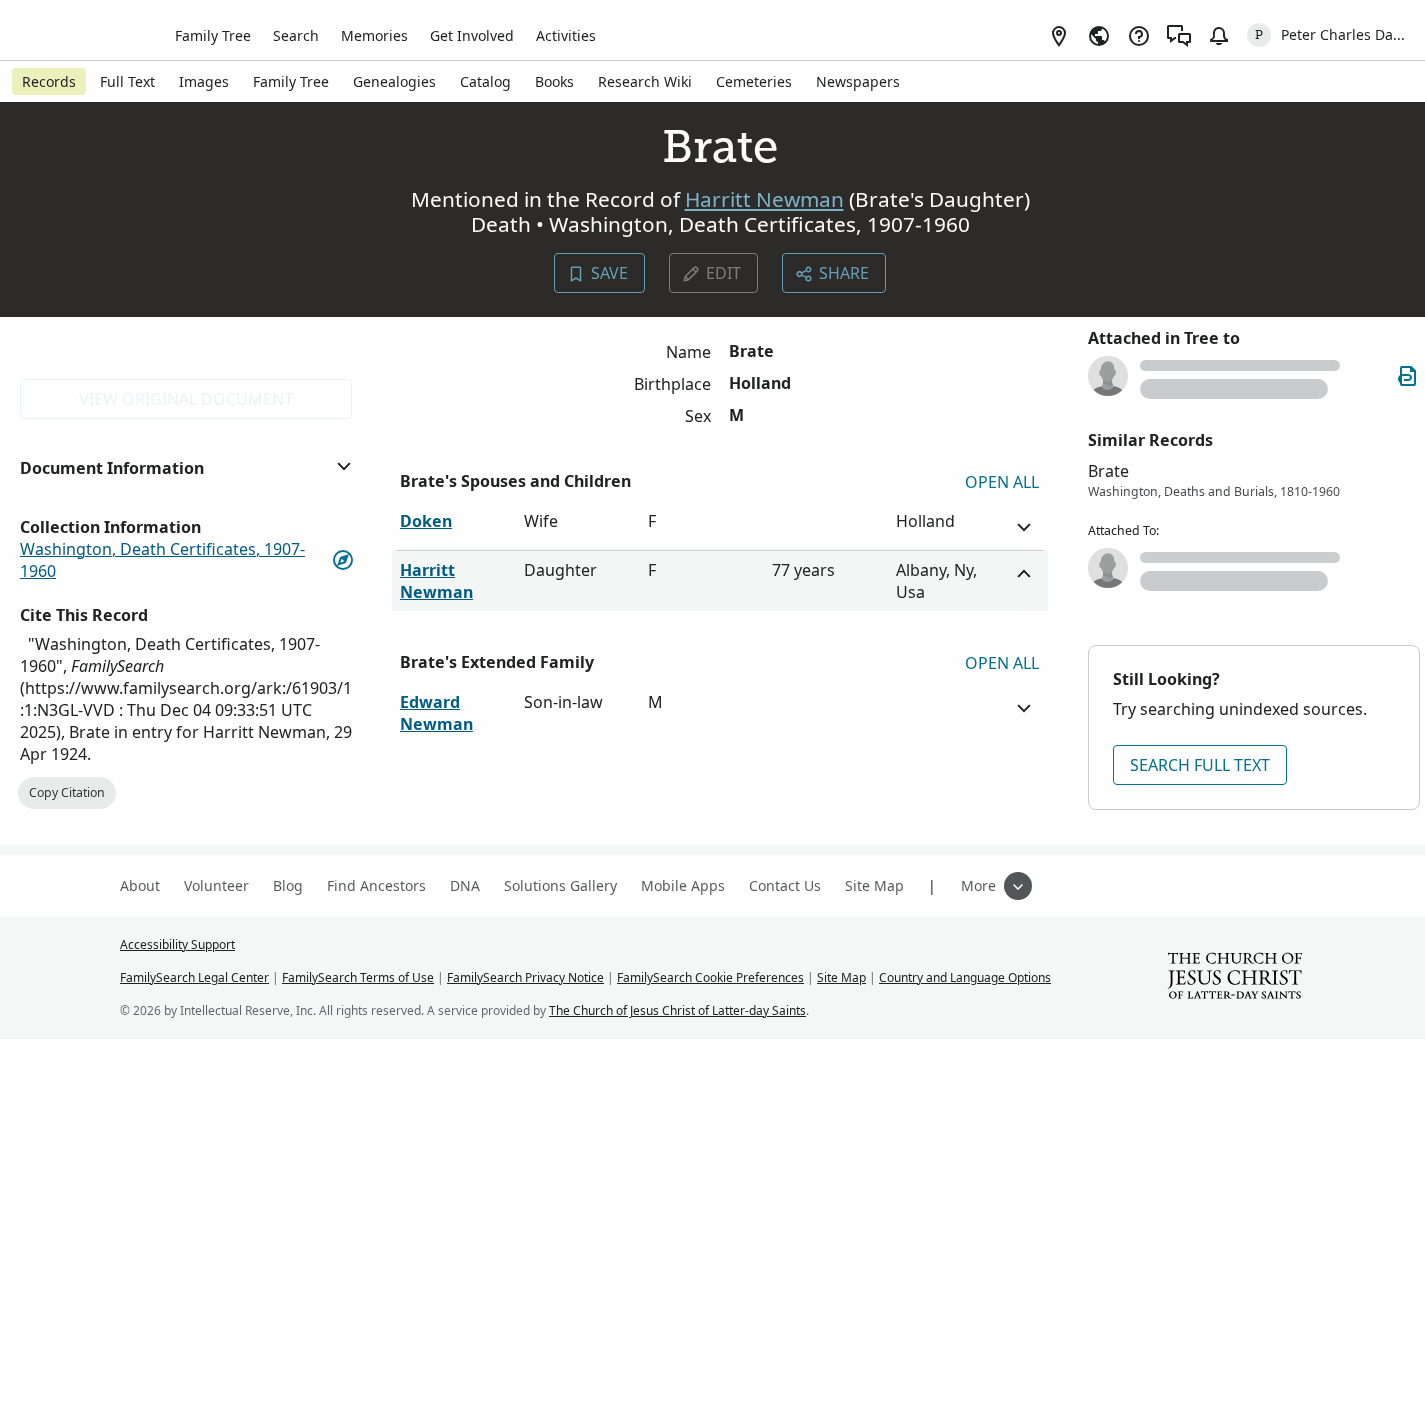 Family Tree Search Memories Get Involved Activities P Peter Charles Da...
Records Full Text Images Family Tree Genealogies Catalog Books Research Wiki Cemeteries Newspapers
Brate
Mentioned in the Record of Harritt Newman (Brate's Daughter)
Death • Washington, Death Certificates, 1907-1960
SAVE EDIT SHARE
VIEW ORIGINAL DOCUMENT
Document Information
Collection Information
Washington, Death Certificates, 1907-
1960
Cite This Record
"Washington, Death Certificates, 1907-
1960", FamilySearch
(https://www.familysearch.org/ark:/61903/1
:1:N3GL-VVD : Thu Dec 04 09:33:51 UTC
2025), Brate in entry for Harritt Newman, 29
Apr 1924.
Copy Citation
Name Brate
Birthplace Holland
Sex M
Brate's Spouses and Children OPEN ALL
Doken Wife F Holland
Harritt Daughter F 77 years Albany, Ny,
Newman Usa
Brate's Extended Family OPEN ALL
Edward Son-in-law M
Newman
Attached in Tree to
Similar Records
Brate
Washington, Deaths and Burials, 1810-1960
Attached To:
Still Looking?
Try searching unindexed sources.
SEARCH FULL TEXT
About Volunteer Blog Find Ancestors DNA Solutions Gallery Mobile Apps Contact Us Site Map | More
Accessibility Support
FamilySearch Legal Center | FamilySearch Terms of Use | FamilySearch Privacy Notice | FamilySearch Cookie Preferences | Site Map | Country and Language Options
© 2026 by Intellectual Reserve, Inc. All rights reserved. A service provided by The Church of Jesus Christ of Latter-day Saints.
THE CHURCH OF
JESUS CHRIST
OF LATTER-DAY SAINTS